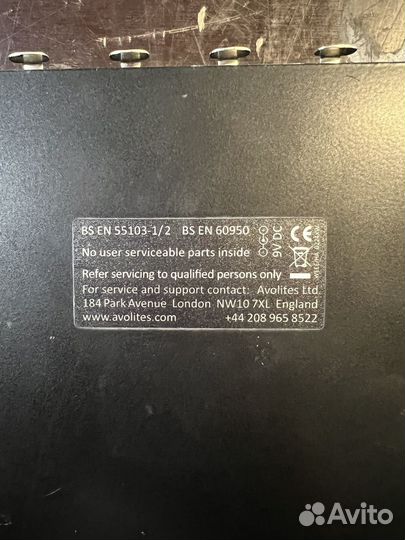 BS EN 55103-1/2 BS EN 60950
No user serviceable parts inside
Refer servicing to qualified persons only
For service and support contact: Avolites Ltd.
184 Park Avenue London NW10 7XL England
www.avolites.com +44 208 965 8522
9V DC
CE
Avito